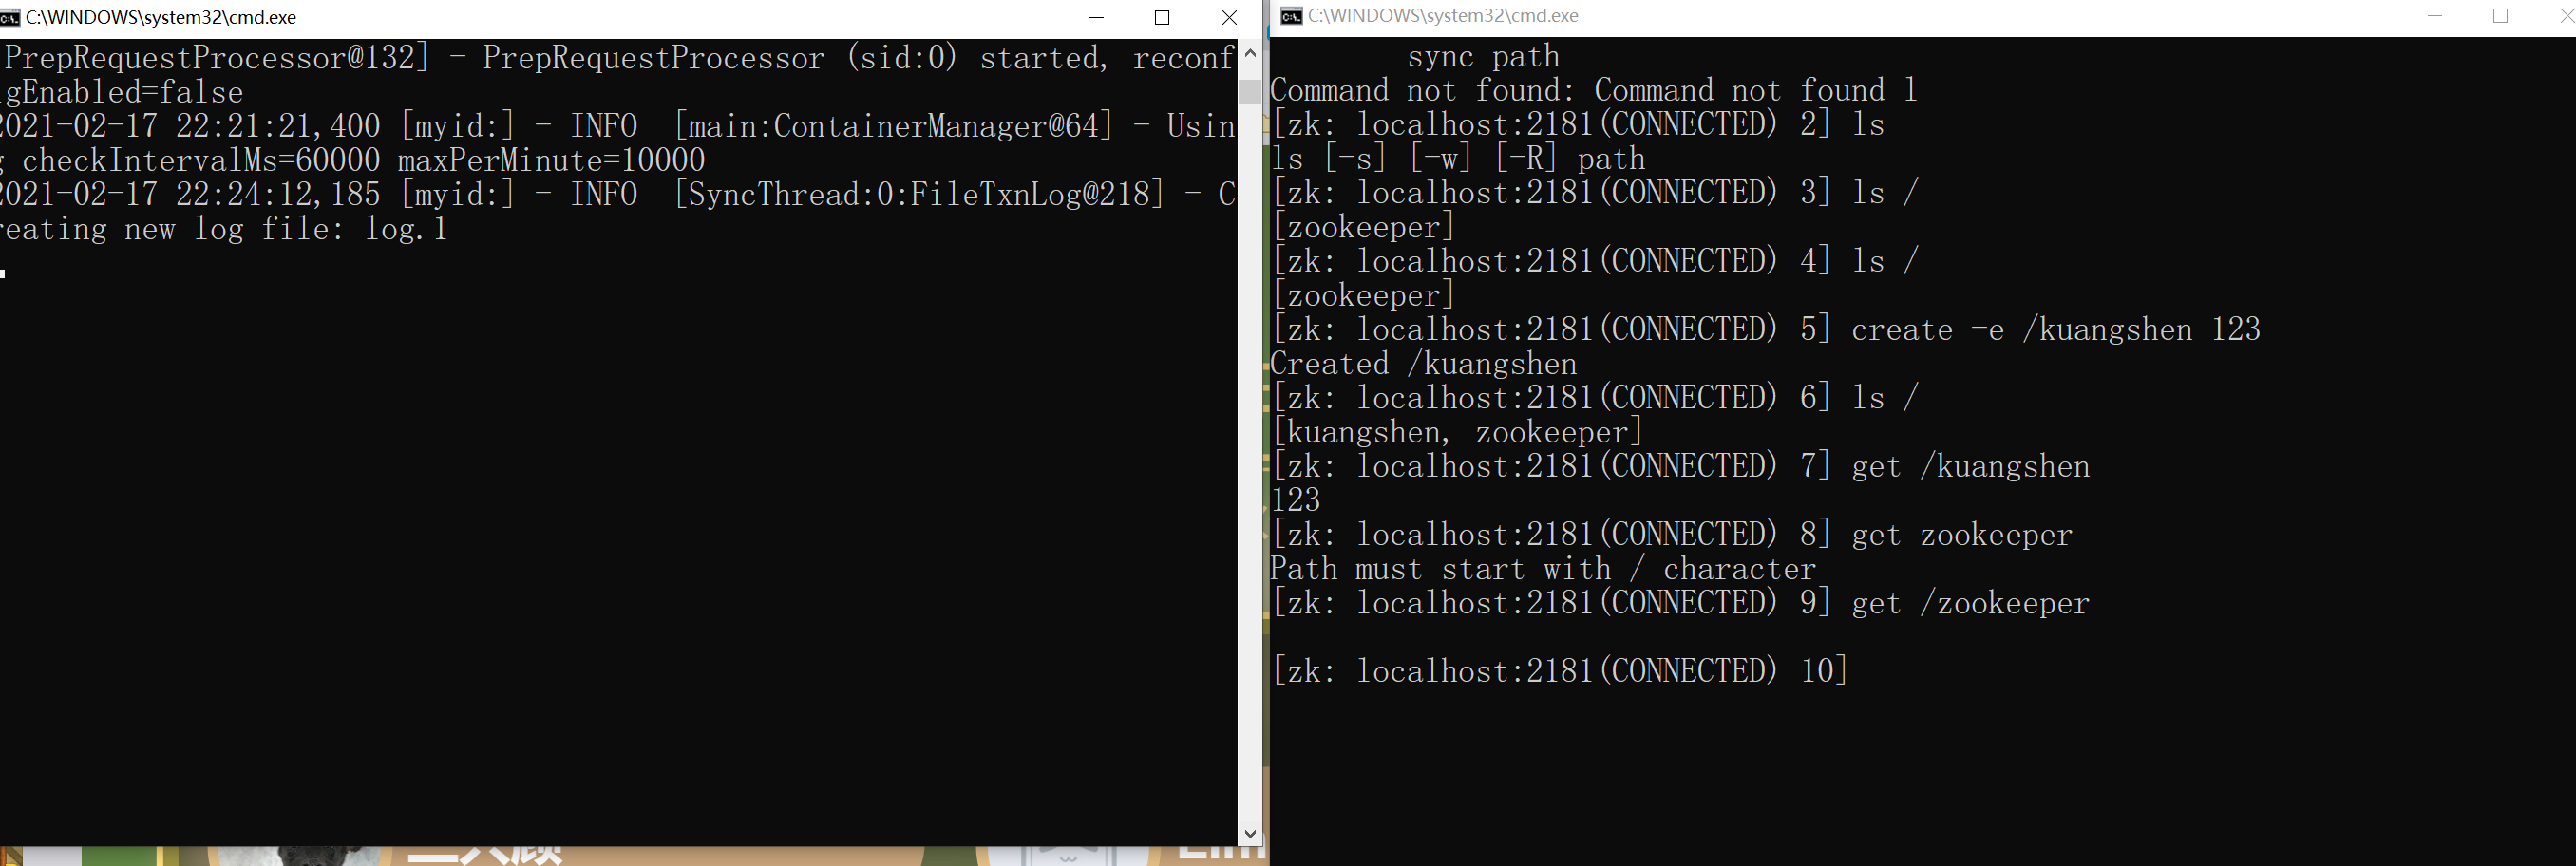 C:\WINDOWS\system32\cmd.exe
PrepRequestProcessor@132] - PrepRequestProcessor (sid:0) started, reconf
igEnabled=false
2021-02-17 22:21:21,400 [myid:] - INFO  [main:ContainerManager@64] - Usin
g checkIntervalMs=60000 maxPerMinute=10000
2021-02-17 22:24:12,185 [myid:] - INFO  [SyncThread:0:FileTxnLog@218] - C
reating new log file: log.1
C:\WINDOWS\system32\cmd.exe
sync path
Command not found: Command not found l
[zk: localhost:2181(CONNECTED) 2] ls
ls [-s] [-w] [-R] path
[zk: localhost:2181(CONNECTED) 3] ls /
[zookeeper]
[zk: localhost:2181(CONNECTED) 4] ls /
[zookeeper]
[zk: localhost:2181(CONNECTED) 5] create -e /kuangshen 123
Created /kuangshen
[zk: localhost:2181(CONNECTED) 6] ls /
[kuangshen, zookeeper]
[zk: localhost:2181(CONNECTED) 7] get /kuangshen
123
[zk: localhost:2181(CONNECTED) 8] get zookeeper
Path must start with / character
[zk: localhost:2181(CONNECTED) 9] get /zookeeper
[zk: localhost:2181(CONNECTED) 10]